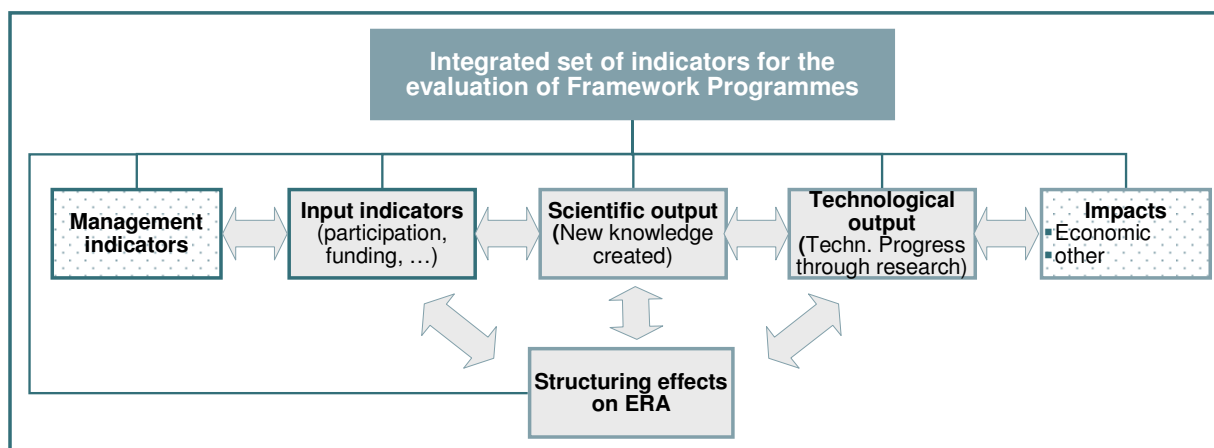 Integrated set of indicators for the
evaluation of Framework Programmes
Management
indicators
Input indicators
(participation,
funding, …)
Scientific output
(New knowledge
created)
Technological
output
(Techn. Progress
through research)
Impacts
▪Economic
▪other
Structuring effects
on ERA